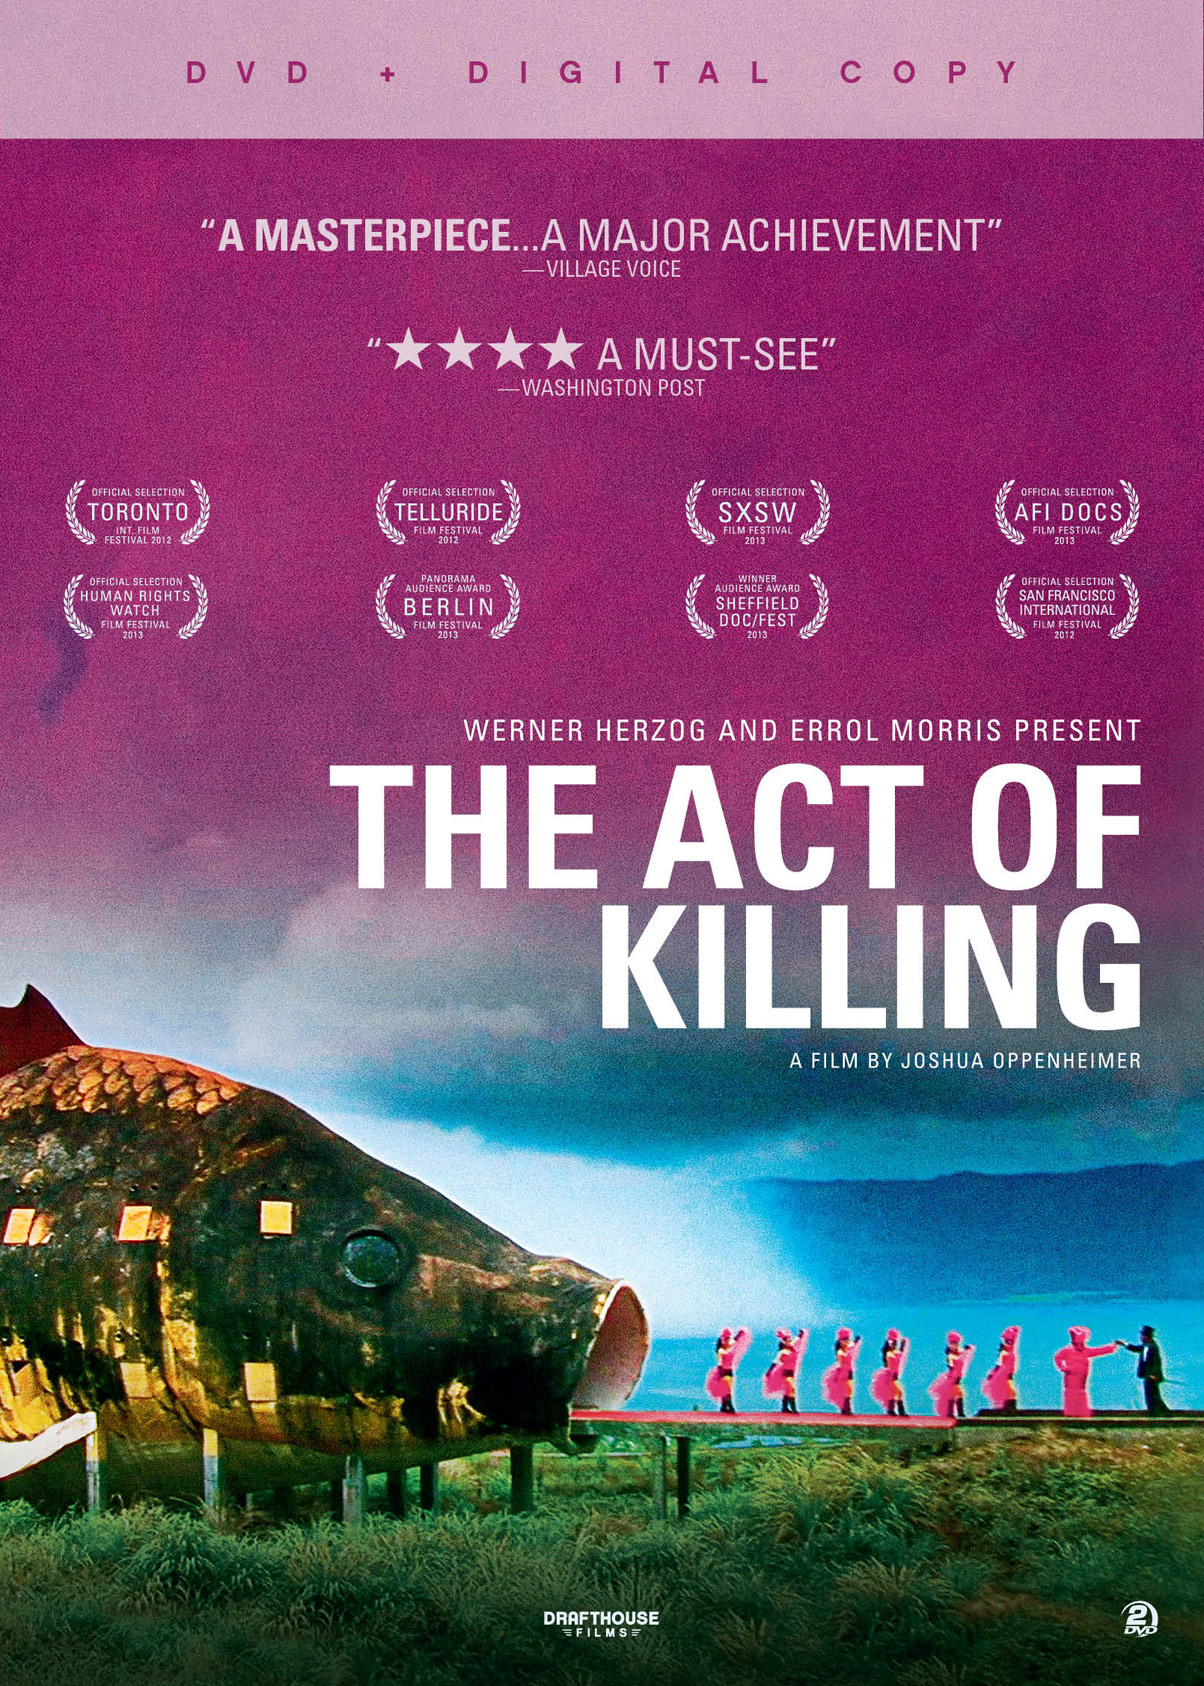 DVD + DIGITAL COPY
“A MASTERPIECE...A MAJOR ACHIEVEMENT”
—VILLAGE VOICE
“★★★★ A MUST-SEE”
—WASHINGTON POST
OFFICIAL SELECTION
TORONTO
INT. FILM
FESTIVAL 2012
OFFICIAL SELECTION
TELLURIDE
FILM FESTIVAL
2012
OFFICIAL SELECTION
SXSW
FILM FESTIVAL
2013
OFFICIAL SELECTION
AFI DOCS
FILM FESTIVAL
2013
OFFICIAL SELECTION
HUMAN RIGHTS
WATCH
FILM FESTIVAL
2013
PANORAMA
AUDIENCE AWARD
BERLIN
FILM FESTIVAL
2013
WINNER
AUDIENCE AWARD
SHEFFIELD
DOC/FEST
2013
OFFICIAL SELECTION
SAN FRANCISCO
INTERNATIONAL
FILM FESTIVAL
2012
WERNER HERZOG AND ERROL MORRIS PRESENT
THE ACT OF
KILLING
A FILM BY JOSHUA OPPENHEIMER
DRAFTHOUSE
FILMS
2
DVD